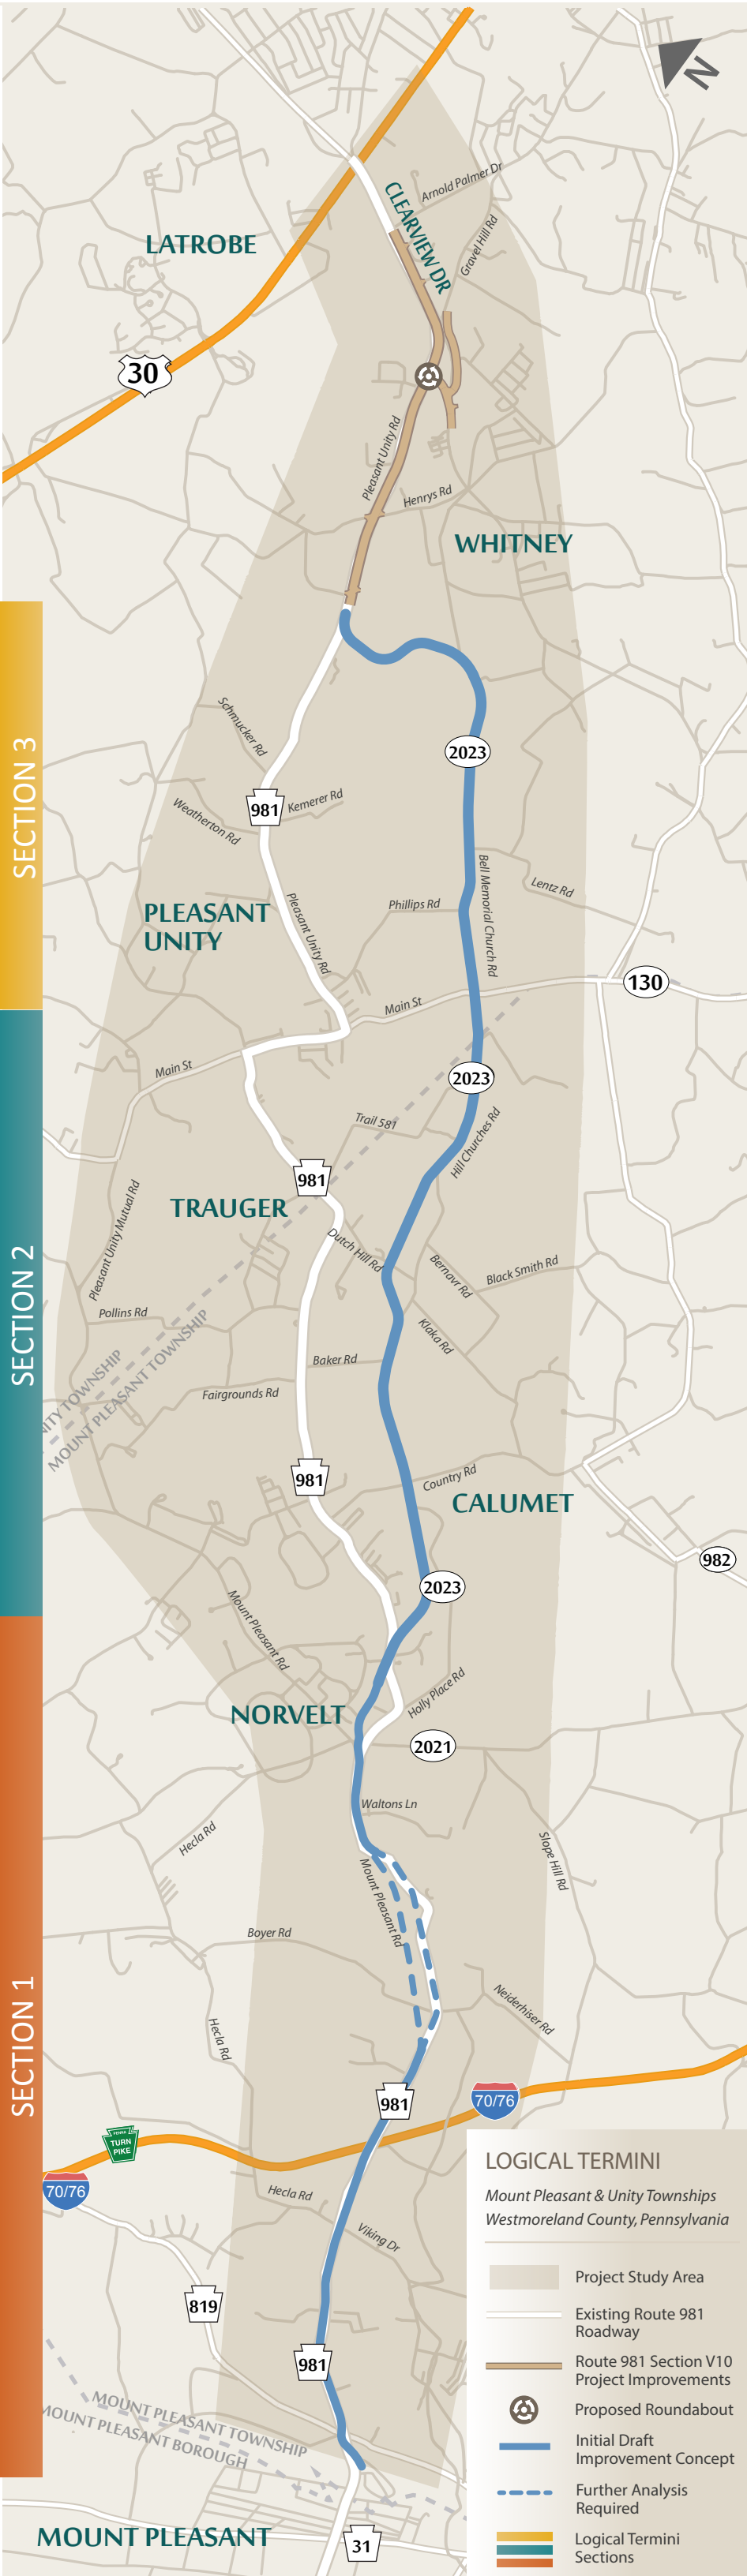 N
Arnold Palmer Dr
CLEARVIEW DR
LATROBE
Gravel Hill Rd
30
Pleasant Unity Rd
Henrys Rd
WHITNEY
SECTION 3
Schmucker Rd
2023
981
Kemerer Rd
Weatherton Rd
Bell Memorial Church Rd
Lentz Rd
PLEASANT
UNITY
Pleasant Unity Rd
Phillips Rd
130
Main St
Main St
2023
Trail 581
Hill Churches Rd
981
TRAUGER
Pleasant Unity Mutual Rd
Dutch Hill Rd
Bernavr Rd
Black Smith Rd
SECTION 2
Pollins Rd
Klaka Rd
NITY TOWNSHIP
MOUNT PLEASANT TOWNSHIP
Baker Rd
Fairgrounds Rd
981
Country Rd
CALUMET
982
2023
Mount Pleasant Rd
Holly Place Rd
NORVELT
2021
Waltons Ln
Hecla Rd
Slope Hill Rd
Mount Pleasant Rd
Boyer Rd
SECTION 1
Neiderhiser Rd
Hecla Rd
981
70/76
TURN
PIKE
70/76
Hecla Rd
Viking Dr
819
981
MOUNT PLEASANT TOWNSHIP
MOUNT PLEASANT BOROUGH
MOUNT PLEASANT
31
LOGICAL TERMINI
Mount Pleasant & Unity Townships
Westmoreland County, Pennsylvania
Project Study Area
Existing Route 981
Roadway
Route 981 Section V10
Project Improvements
Proposed Roundabout
Initial Draft
Improvement Concept
Further Analysis
Required
Logical Termini
Sections